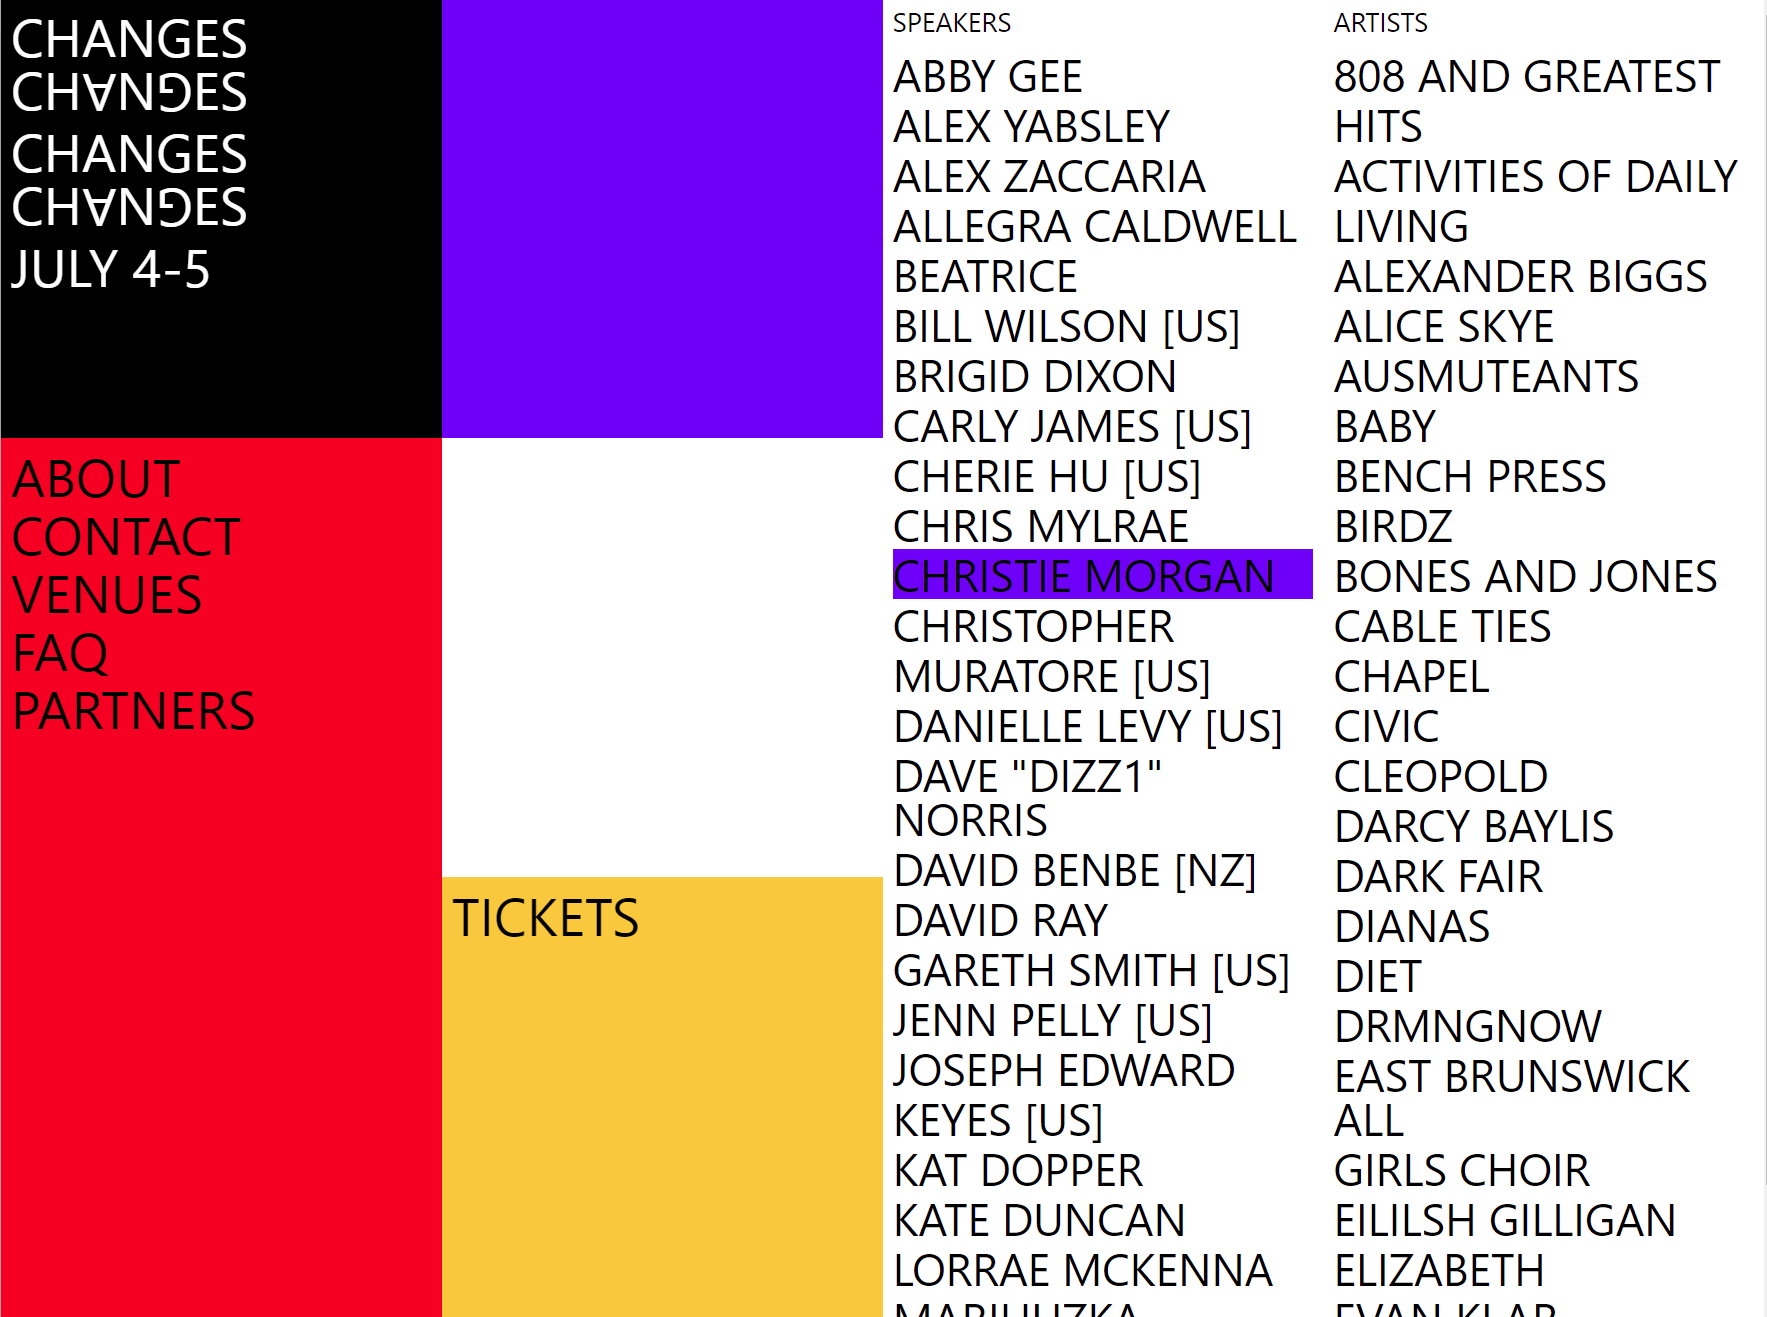 CHANGES
CH∀NƃES
CHANGES
CH∀NƃES
JULY 4-5
ABOUT
CONTACT
VENUES
FAQ
PARTNERS
TICKETS
SPEAKERS
ABBY GEE
ALEX YABSLEY
ALEX ZACCARIA
ALLEGRA CALDWELL
BEATRICE
BILL WILSON [US]
BRIGID DIXON
CARLY JAMES [US]
CHERIE HU [US]
CHRIS MYLRAE
CHRISTIE MORGAN
CHRISTOPHER
MURATORE [US]
DANIELLE LEVY [US]
DAVE "DIZZ1"
NORRIS
DAVID BENBE [NZ]
DAVID RAY
GARETH SMITH [US]
JENN PELLY [US]
JOSEPH EDWARD
KEYES [US]
KAT DOPPER
KATE DUNCAN
LORRAE MCKENNA
ARTISTS
808 AND GREATEST
HITS
ACTIVITIES OF DAILY
LIVING
ALEXANDER BIGGS
ALICE SKYE
AUSMUTEANTS
BABY
BENCH PRESS
BIRDZ
BONES AND JONES
CABLE TIES
CHAPEL
CIVIC
CLEOPOLD
DARCY BAYLIS
DARK FAIR
DIANAS
DIET
DRMNGNOW
EAST BRUNSWICK
ALL
GIRLS CHOIR
EILILSH GILLIGAN
ELIZABETH